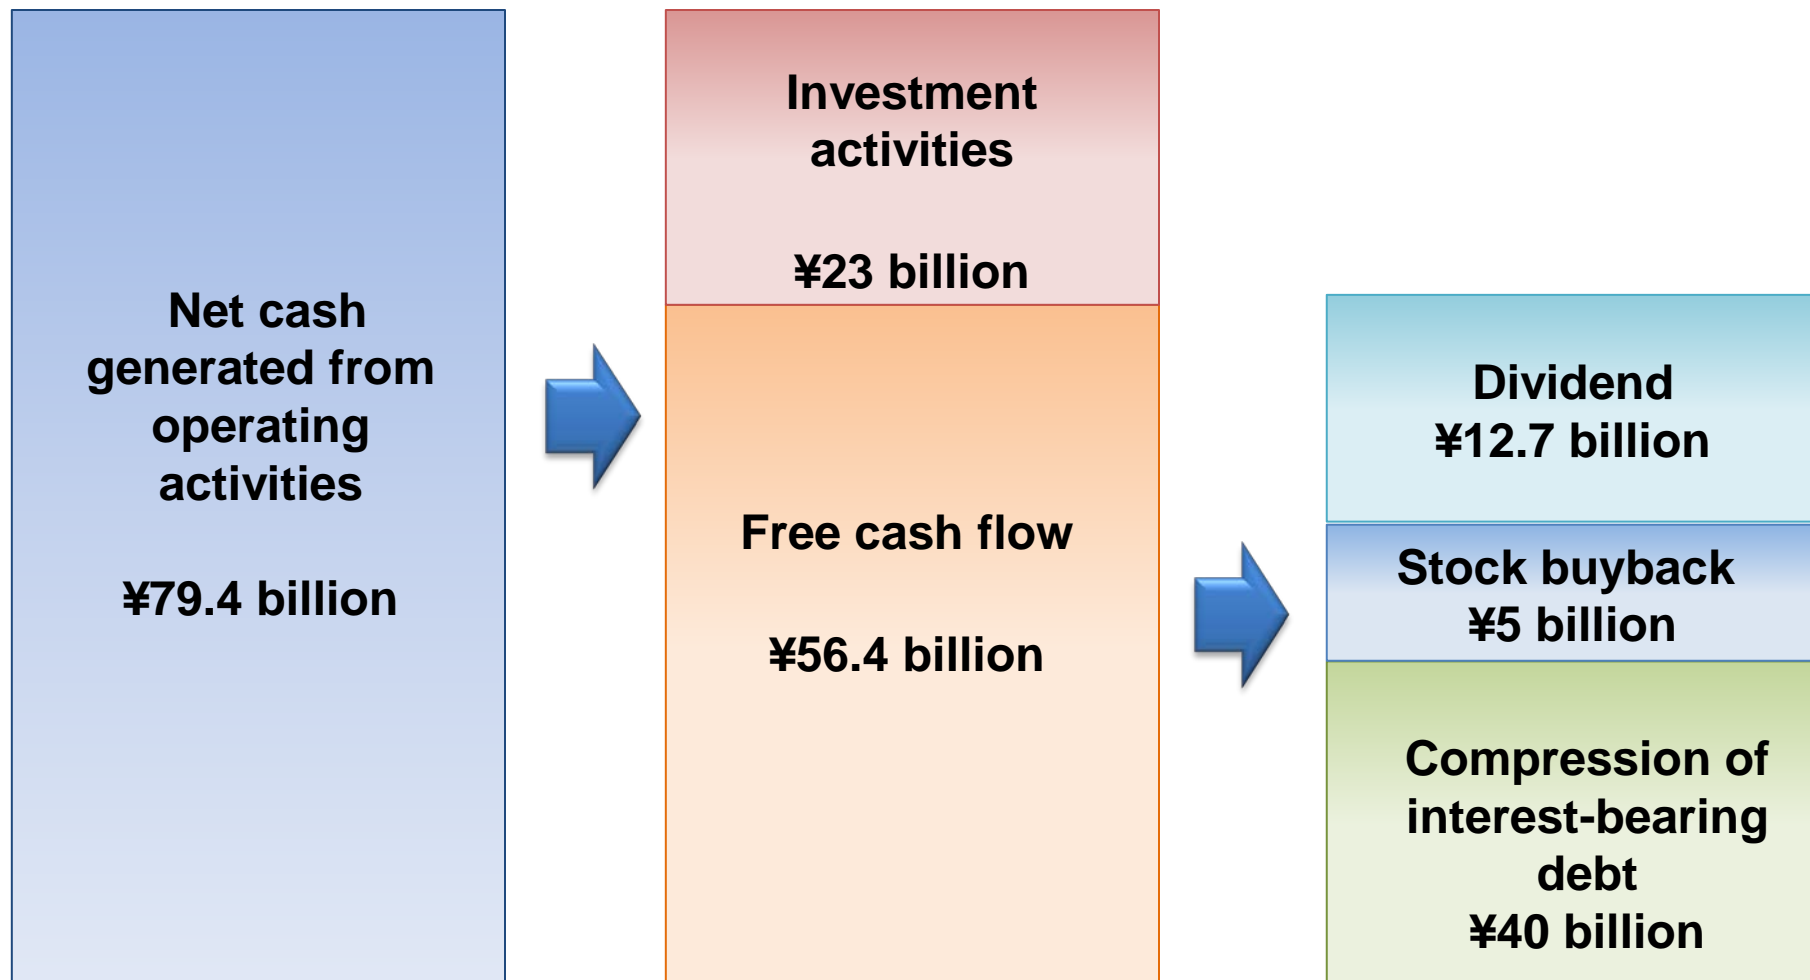 Net cash
generated from
operating
activities
¥79.4 billion
Investment
activities
¥23 billion
Free cash flow
¥56.4 billion
Dividend
¥12.7 billion
Stock buyback
¥5 billion
Compression of
interest-bearing
debt
¥40 billion